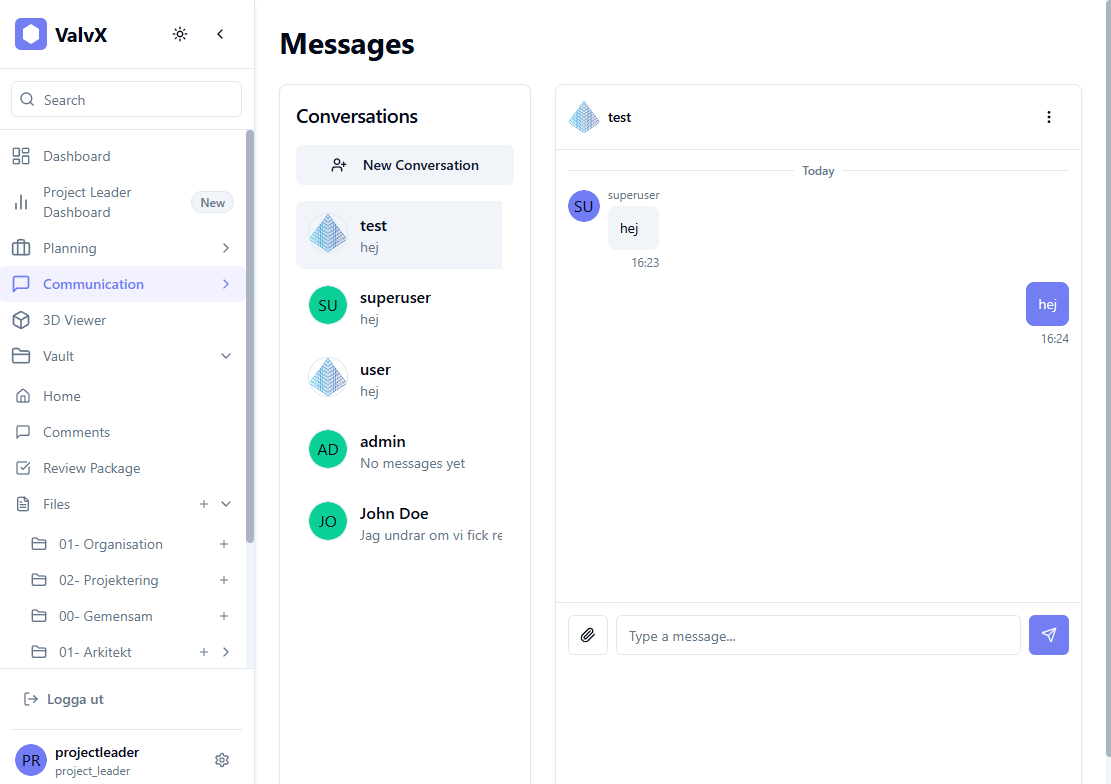 ValvX
Search
Dashboard
Project Leader
Dashboard
New
Planning
Communication
3D Viewer
Vault
Home
Comments
Review Package
Files
01- Organisation
02- Projektering
00- Gemensam
01- Arkitekt
Logga ut
PR
projectleader
project_leader
Messages
Conversations
New Conversation
test
hej
SU
superuser
hej
user
hej
AD
admin
No messages yet
JO
John Doe
Jag undrar om vi fick re
test
Today
superuser
SU
hej
16:23
hej
16:24
Type a message...